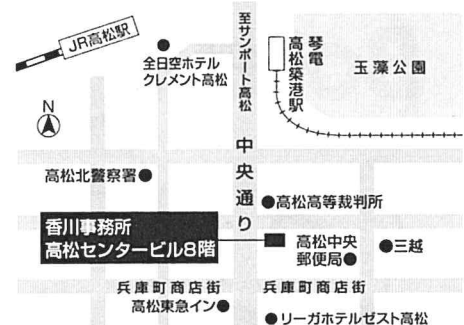 JR高松駅
全日空ホテル
クレメント高松
至サンポート高松
琴電
高松築港駅
玉藻公園
N
中央通り
高松北警察署
高松高等裁判所
香川事務所
高松センタービル8階
高松中央
郵便局
三越
兵庫町商店街
兵庫町商店街
高松東急イン
リーガホテルゼスト高松